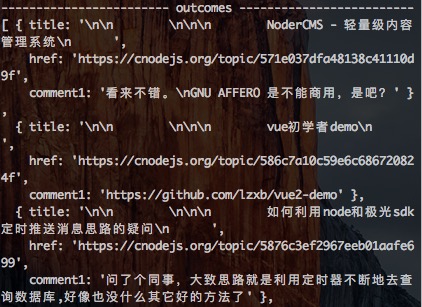 ----------------------- outcomes -------------------------
[ { title: '\n\n      \n\n\n        NoderCMS - 轻量级内容
管理系统\n      ',
    href: 'https://cnodejs.org/topic/571e037dfa48138c41110d
9f',
    comment1: '看来不错。\nGNU AFFERO 是不能商用，是吧？' }
,
  { title: '\n\n      \n\n\n        vue初学者demo\n
',
    href: 'https://cnodejs.org/topic/586c7a10c59e6c68672082
4f',
    comment1: 'https://github.com/lzxb/vue2-demo' },
  { title: '\n\n      \n\n\n        如何利用node和极光sdk
定时推送消息思路的疑问\n      ',
    href: 'https://cnodejs.org/topic/5876c3ef2967eeb01aafe6
99',
    comment1: '问了个同事，大致思路就是利用定时器不断地去查
询数据库,好像也没什么其它好的方法了' },